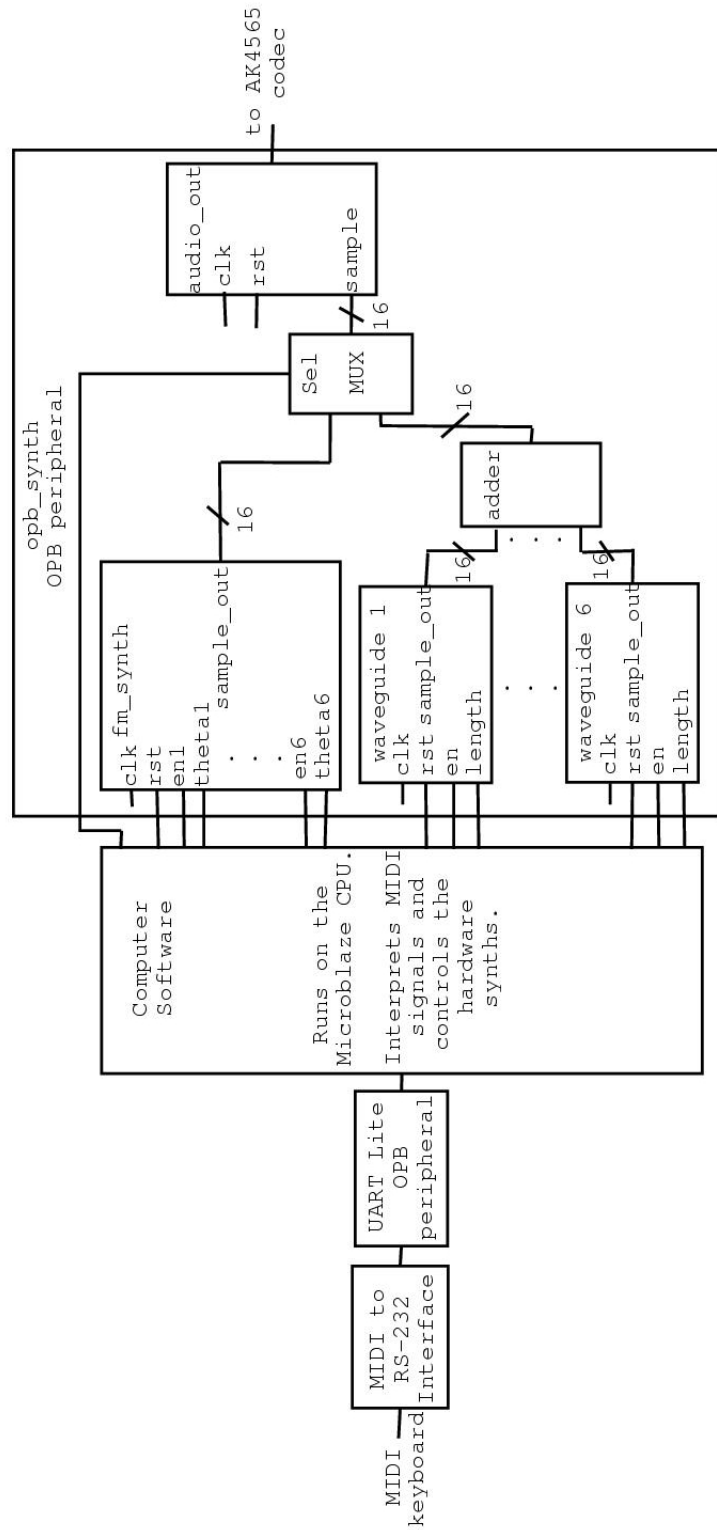 MIDI
keyboard
MIDI to
RS-232
Interface
UART Lite
OPB
peripheral
Computer
Software
Runs on the
Microblaze CPU.
Interprets MIDI
signals and
controls the
hardware
synths.
opb_synth
OPB peripheral
fm_synth
clk
rst
en1
theta1
sample_out
. . .
en6
theta6
16
waveguide 1
clk
rst sample_out
en
length
16
. . .
waveguide 6
clk
rst sample_out
en
length
16
. . .
adder
16
Sel
MUX
16
audio_out
clk
rst
sample
to AK4565
codec